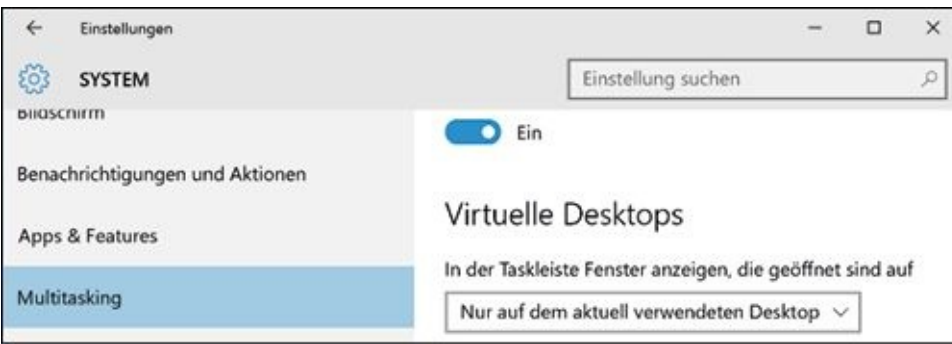 Einstellungen
SYSTEM
Einstellung suchen
Bildschirm
Benachrichtigungen und Aktionen
Apps & Features
Multitasking
Ein
Virtuelle Desktops
In der Taskleiste Fenster anzeigen, die geöffnet sind auf
Nur auf dem aktuell verwendeten Desktop